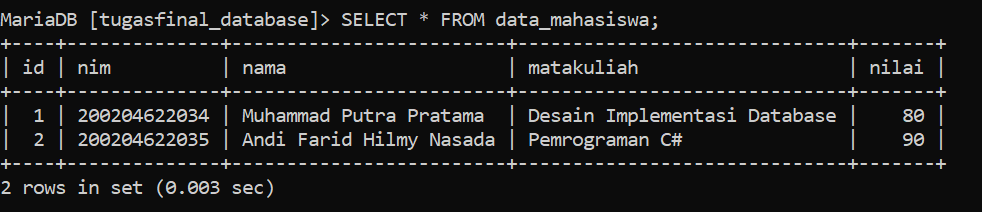 MariaDB [tugasfinal_database]> SELECT * FROM data_mahasiswa;
+----+--------------+-----------------------+-----------------------------+-------+
| id | nim          | nama                  | matakuliah                  | nilai |
+----+--------------+-----------------------+-----------------------------+-------+
|  1 | 200204622034 | Muhammad Putra Pratama | Desain Implementasi Database |    80 |
|  2 | 200204622035 | Andi Farid Hilmy Nasada | Pemrograman C#              |    90 |
+----+--------------+-----------------------+-----------------------------+-------+
2 rows in set (0.003 sec)